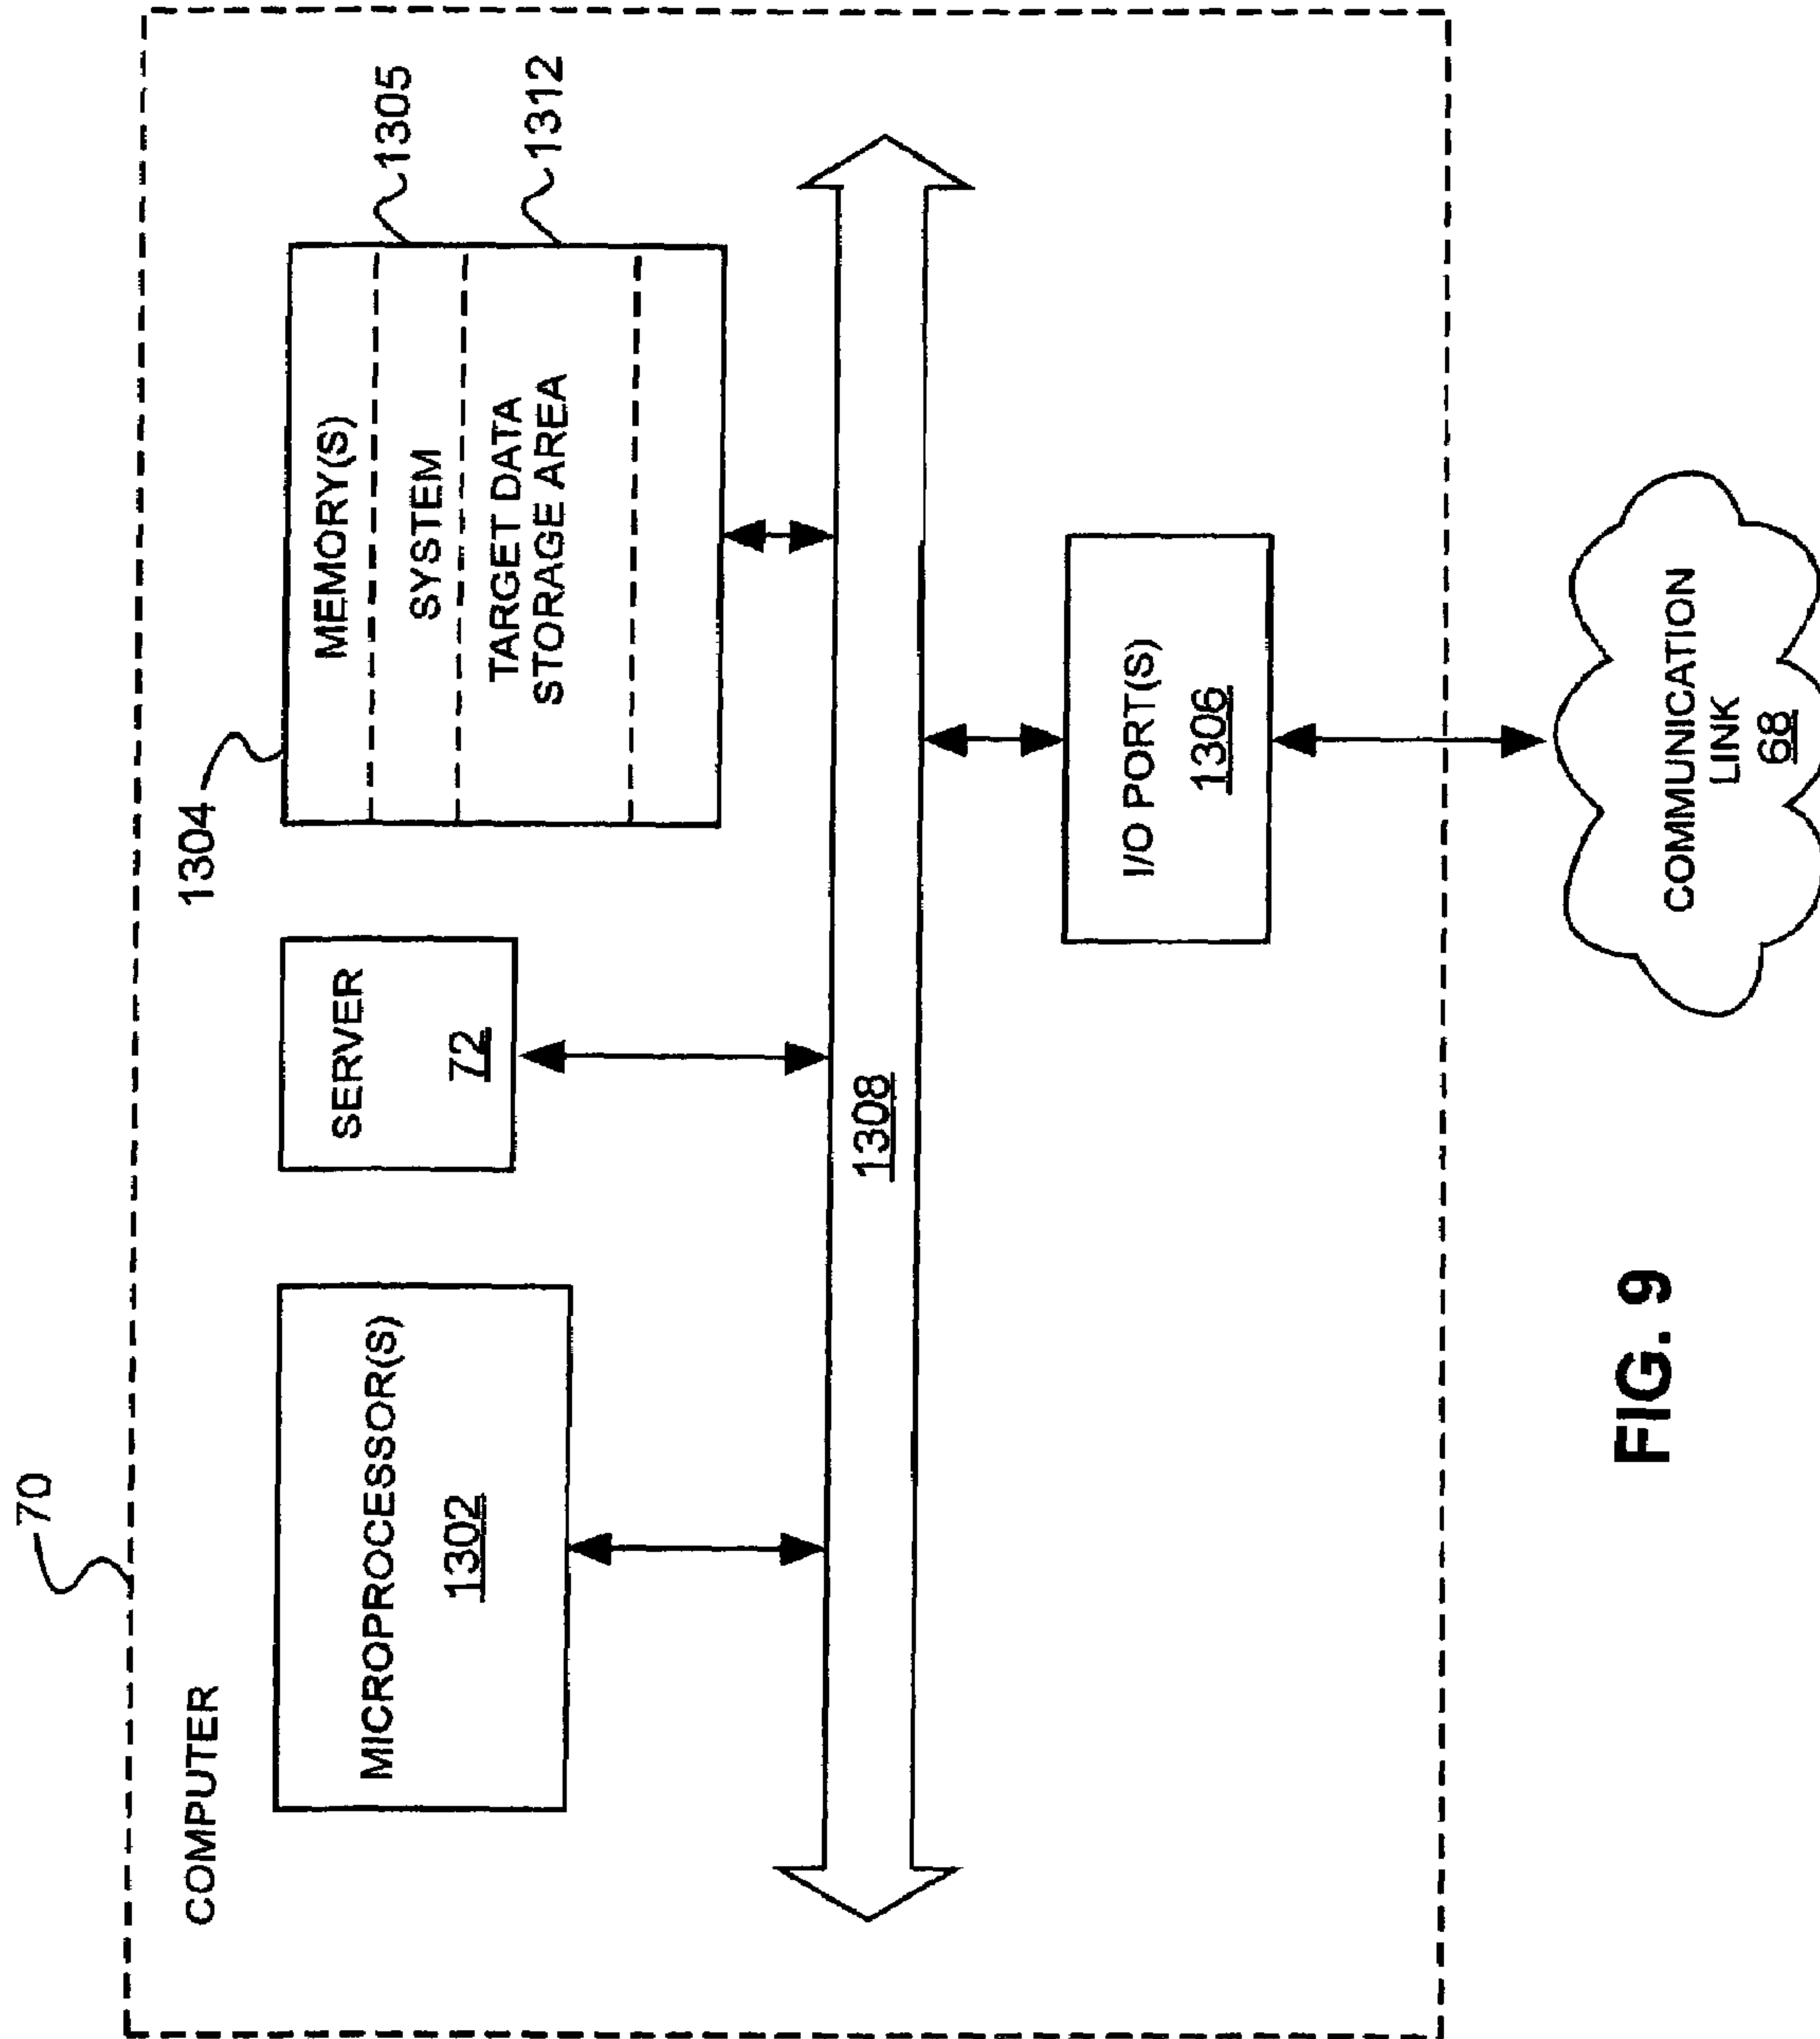 70
COMPUTER
MICROPROCESSOR(S)
1302
SERVER
72
1304
MEMORY(S)
SYSTEM
TARGET DATA
STORAGE AREA
1305
1312
1308
I/O PORT(S)
1306
COMMUNICATION
LINK
68
FIG. 9